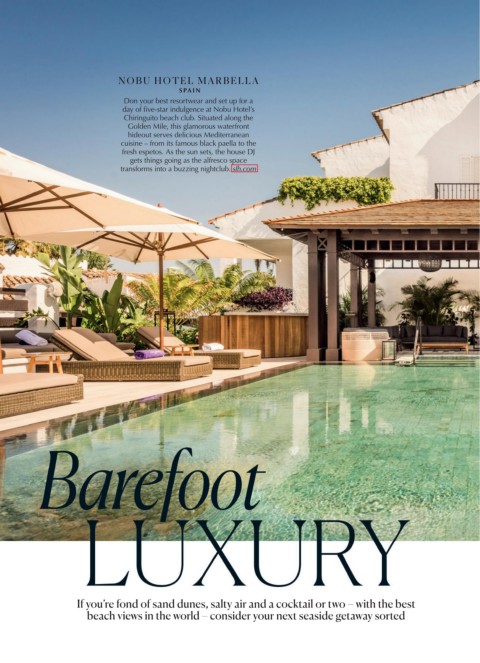 NOBU HOTEL MARBELLA
SPAIN
Don your best resortwear and set up for a
day of five-star indulgence at Nobu Hotel's
Chiringuito beach club. Situated along the
Golden Mile, this glamorous waterfront
hideout serves delicious Mediterranean
cuisine – from its famous black paella to the
fresh espetos. As the sun sets, the house DJ
gets things going as the alfresco space
transforms into a buzzing nightclub. slh.com
Barefoot
LUXURY
If you're fond of sand dunes, salty air and a cocktail or two – with the best
beach views in the world – consider your next seaside getaway sorted